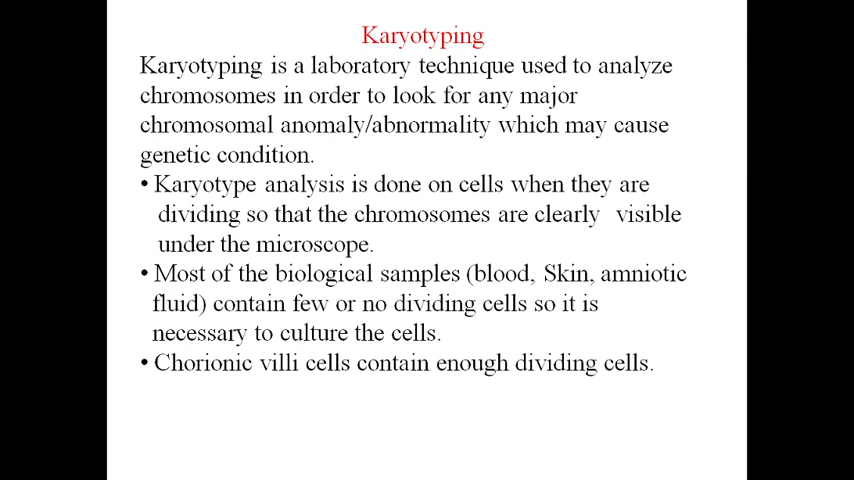 Karyotyping
Karyotyping is a laboratory technique used to analyze
chromosomes in order to look for any major
chromosomal anomaly/abnormality which may cause
genetic condition.
• Karyotype analysis is done on cells when they are
dividing so that the chromosomes are clearly visible
under the microscope.
• Most of the biological samples (blood, Skin, amniotic
fluid) contain few or no dividing cells so it is
necessary to culture the cells.
• Chorionic villi cells contain enough dividing cells.